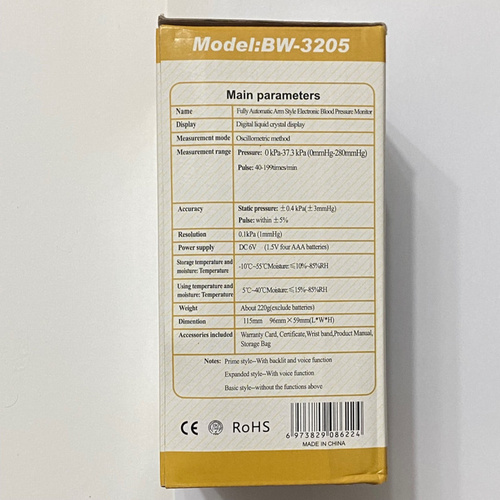 Model:BW-3205
Main parameters
Name Fully Automatic Arm Style Electronic Blood Pressure Monitor
Display Digital liquid crystal display
Measurement mode Oscillometric method
Measurement range Pressure: 0 kPa-37.3 kPa (0mmHg-280mmHg)
Pulse: 40-199times/min
Accuracy Static pressure: ±0.4 kPa(±3mmHg)
Pulse: within ±5%
Resolution 0.1kPa (1mmHg)
Power supply DC 6V (1.5V four AAA batteries)
Storage temperature and
moisture: Temperature -10℃~55℃Moisture:≤10%-85%RH
Using temperature and
moisture: Temperature 5℃~40℃Moisture:≤15%-85%RH
Weight About 220g(exclude batteries)
Dimention 115mm 96mm×59mm(L*W*H)
Accessories included Warranty Card, Certificate,Wrist band,Product Manual,
Storage Bag
Notes: Prime style--With backlit and voice function
Expanded style--With voice function
Basic style--without the functions above
CE RoHS
6 973829 086224
MADE IN CHINA